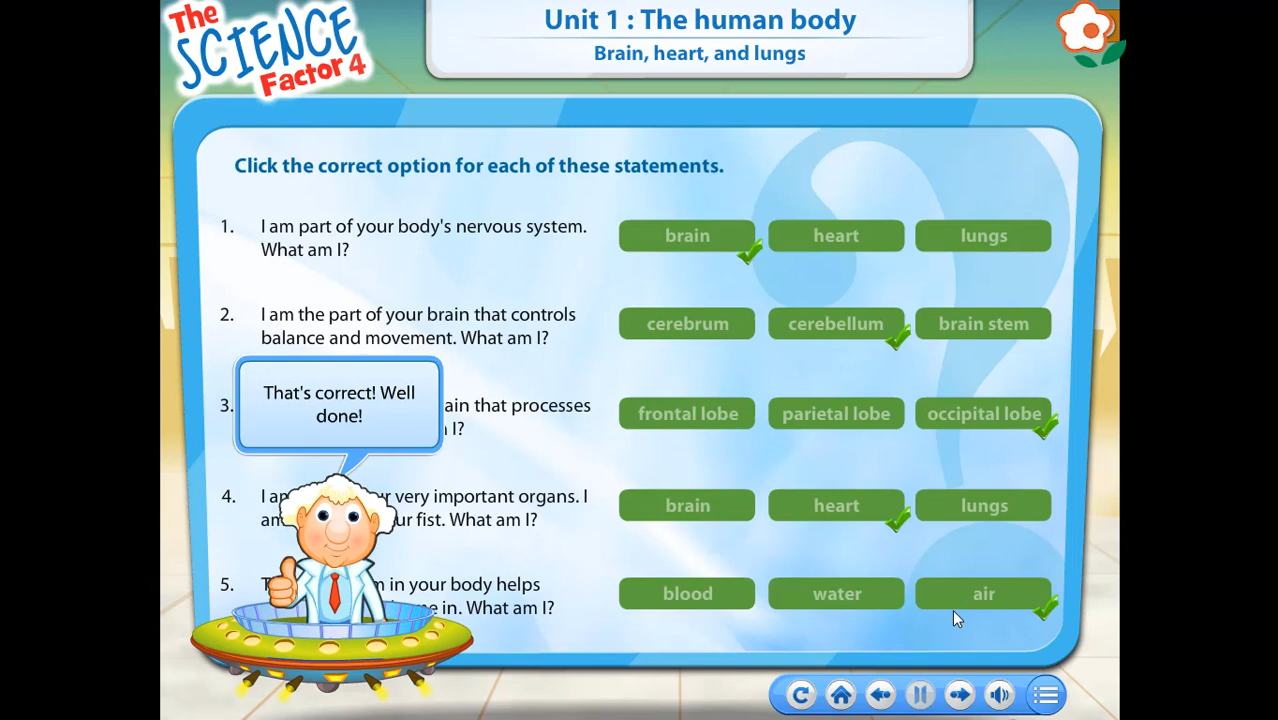 The
SCIENCE
Factor 4
Unit 1 : The human body
Brain, heart, and lungs
Click the correct option for each of these statements.
1. I am part of your body's nervous system.
What am I?
brain heart lungs
2. I am the part of your brain that controls
balance and movement. What am I?
cerebrum cerebellum brain stem
That's correct! Well
done!
3. ain that processes
I?
frontal lobe parietal lobe occipital lobe
4. I very important organs. I
ur fist. What am I?
brain heart lungs
5. in your body helps
in. What am I?
blood water air